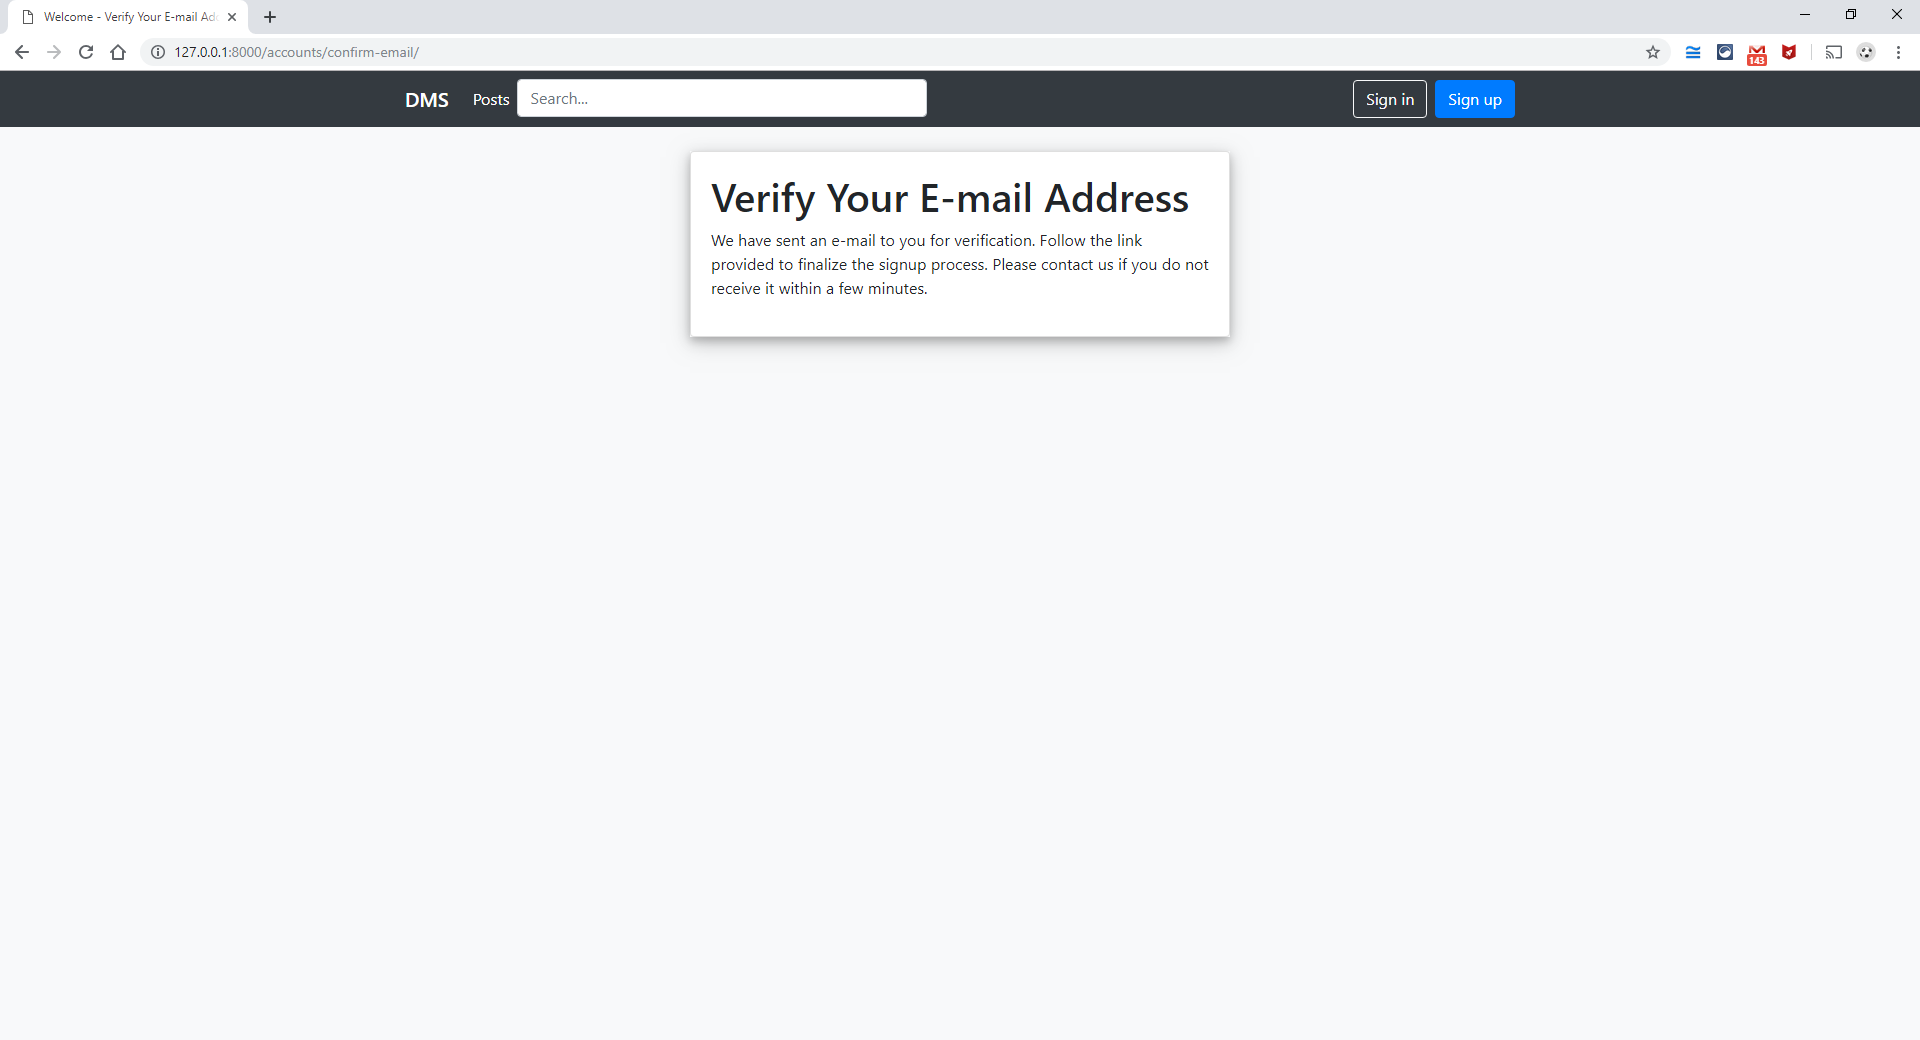 Welcome - Verify Your E-mail Ad
127.0.0.1:8000/accounts/confirm-email/
143
DMS
Posts
Search...
Sign in
Sign up
Verify Your E-mail Address
We have sent an e-mail to you for verification. Follow the link
provided to finalize the signup process. Please contact us if you do not
receive it within a few minutes.